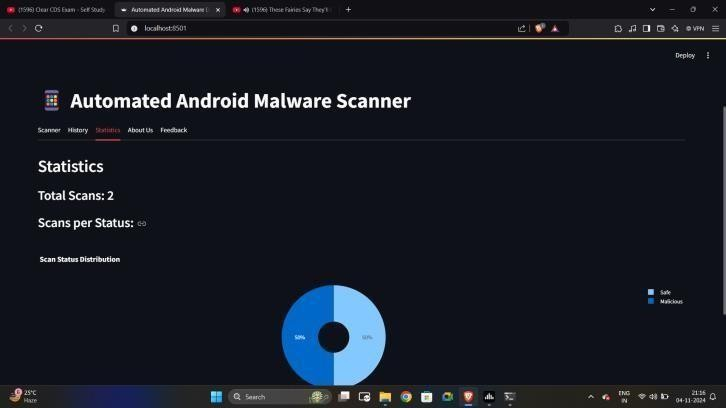 (1596) Clear CDS Exam - Self Study
Automated Android Malware
(1596) These Fairies Say They'll
localhost:8501
VPN
Deploy
Automated Android Malware Scanner
Scanner History Statistics About Us Feedback
Statistics
Total Scans: 2
Scans per Status:
Scan Status Distribution
Safe
Malicious
50% 50%
25°C
Haze
Search
ENG
IN
21:16
04-11-2024